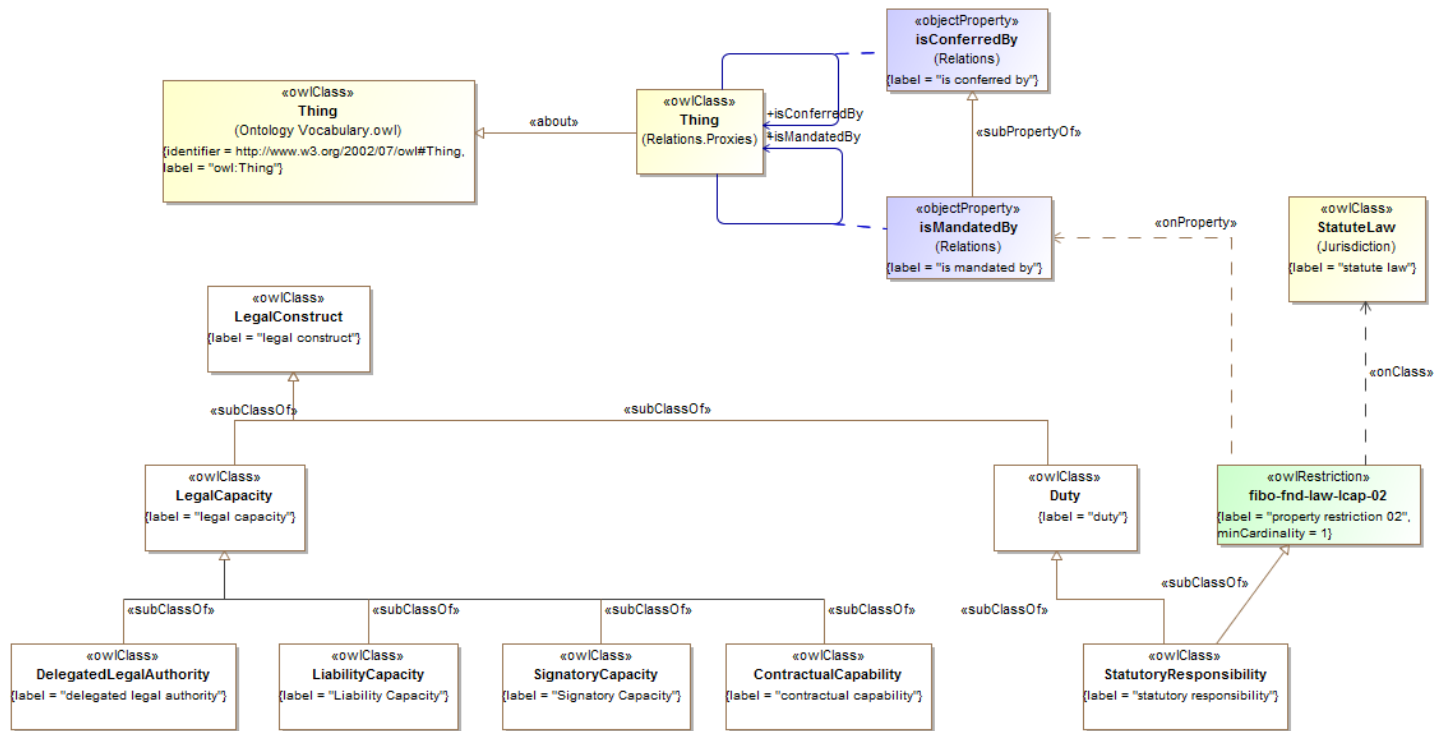 «objectProperty»
isConferredBy
(Relations)
{label = "is conferred by"}
«owlClass»
Thing
(Ontology Vocabulary.owl)
{identifier = http://www.w3.org/2002/07/owl#Thing,
label = "owl:Thing"}
«about»
«owlClass»
Thing
(Relations.Proxies)
+isConferredBy
+isMandatedBy
«subPropertyOf»
«objectProperty»
isMandatedBy
(Relations)
{label = "is mandated by"}
«onProperty»
«owlClass»
StatuteLaw
(Jurisdiction)
{label = "statute law"}
«onClass»
«owlClass»
LegalConstruct
{label = "legal construct"}
«subClassOf»
«subClassOf»
«owlClass»
LegalCapacity
{label = "legal capacity"}
«owlClass»
Duty
{label = "duty"}
«owlRestriction»
fibo-fnd-law-lcap-02
{label = "property restriction 02",
minCardinality = 1}
«subClassOf»
«subClassOf»
«subClassOf»
«subClassOf»
«subClassOf»
«subClassOf»
«owlClass»
DelegatedLegalAuthority
{label = "delegated legal authority"}
«owlClass»
LiabilityCapacity
{label = "Liability Capacity"}
«owlClass»
SignatoryCapacity
{label = "Signatory Capacity"}
«owlClass»
ContractualCapability
{label = "contractual capability"}
«owlClass»
StatutoryResponsibility
{label = "statutory responsibility"}